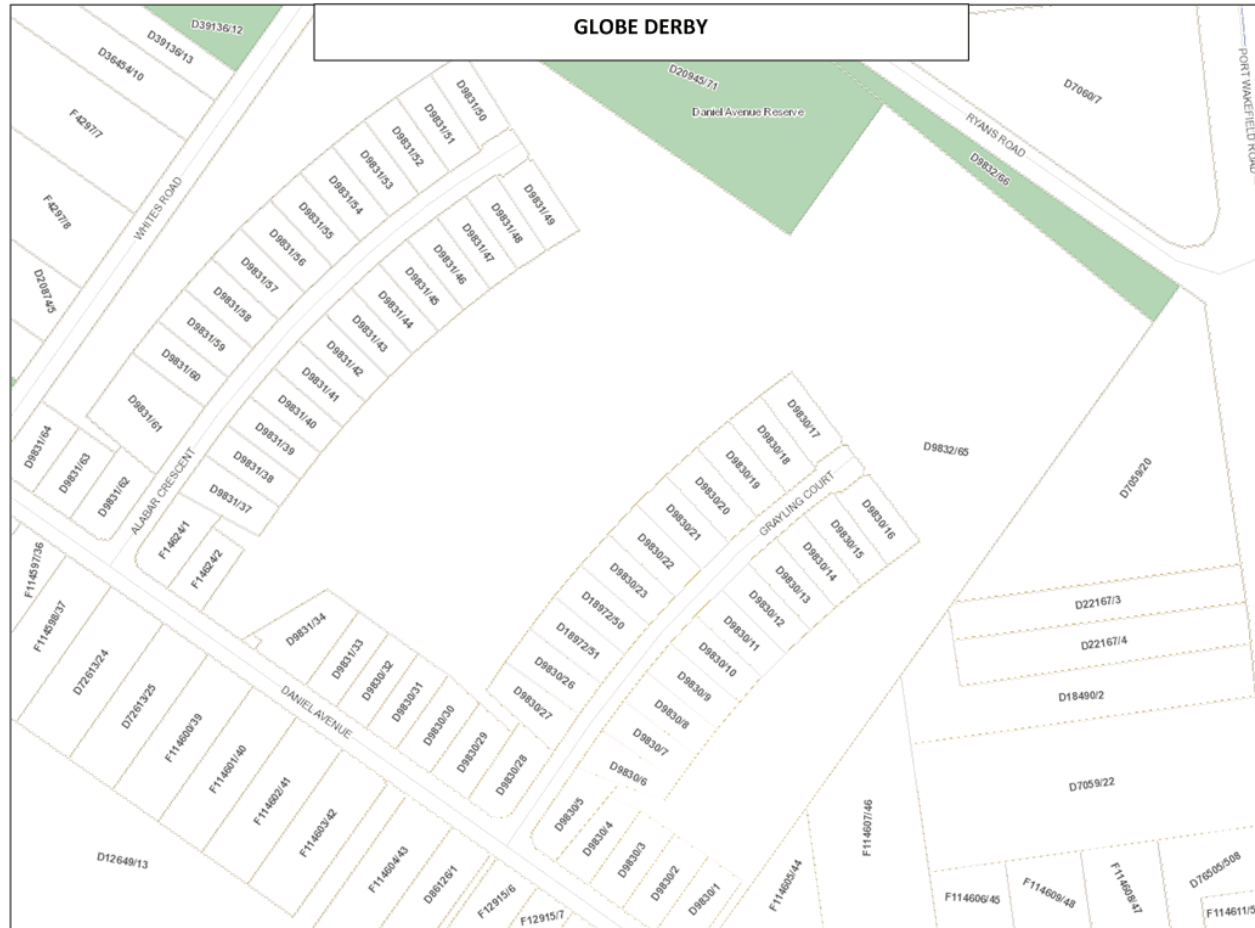 GLOBE DERBY
D39136/12
D39136/13
D36454/10
F4297/7
F4297/8
D20874/5
WHITES ROAD
D20945/71
Daniel Avenue Reserve
RYANS ROAD
D7060/7
PORT WAKEFIELD ROAD
D9832/66
D9831/50
D9831/51
D9831/52
D9831/53
D9831/54
D9831/55
D9831/56
D9831/57
D9831/58
D9831/59
D9831/60
D9831/61
D9831/62
D9831/63
D9831/64
ALABAR CRESCENT
D9831/49
D9831/48
D9831/47
D9831/46
D9831/45
D9831/44
D9831/43
D9831/42
D9831/41
D9831/40
D9831/39
D9831/38
D9831/37
F14624/1
F14624/2
D9832/65
D7059/20
D9830/17
D9830/18
D9830/19
D9830/20
D9830/21
D9830/22
D9830/23
D18972/50
D18972/51
D9830/26
D9830/27
GRAYLING COURT
D9830/16
D9830/15
D9830/14
D9830/13
D9830/12
D9830/11
D9830/10
D9830/9
D9830/8
D9830/7
D9830/6
D9830/5
D9830/4
D9830/3
D9830/2
D9830/1
D9831/34
D9831/33
D9830/32
D9830/31
D9830/30
D9830/29
D9830/28
DANIEL AVENUE
F114597/36
F114598/37
D72613/24
D72613/25
F114600/39
F114601/40
F114602/41
F114603/42
F114604/43
D86126/1
F12915/6
F12915/7
D12649/13
D22167/3
D22167/4
D18490/2
D7059/22
F114605/44
F114607/46
F114606/45
F114609/48
F114608/47
D76505/508
F114611/5